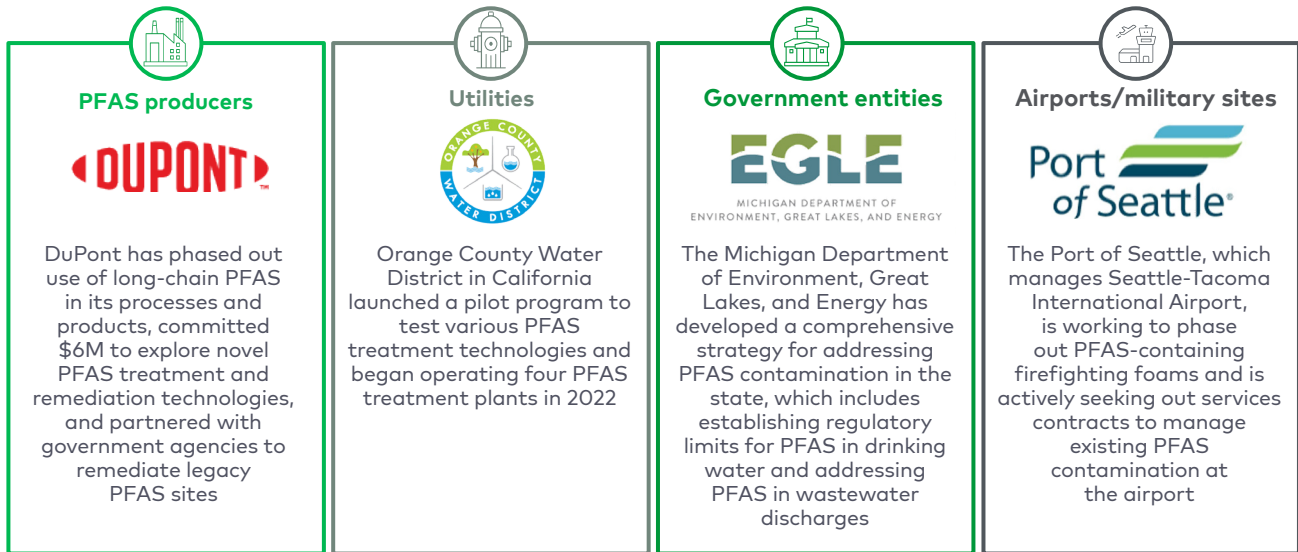 PFAS producers
DUPONT™
DuPont has phased out
use of long-chain PFAS
in its processes and
products, committed
$6M to explore novel
PFAS treatment and
remediation technologies,
and partnered with
government agencies to
remediate legacy
PFAS sites
Utilities
ORANGE COUNTY
WATER DISTRICT
Orange County Water
District in California
launched a pilot program to
test various PFAS
treatment technologies and
began operating four PFAS
treatment plants in 2022
Government entities
EGLE
MICHIGAN DEPARTMENT OF
ENVIRONMENT, GREAT LAKES, AND ENERGY
The Michigan Department
of Environment, Great
Lakes, and Energy has
developed a comprehensive
strategy for addressing
PFAS contamination in the
state, which includes
establishing regulatory
limits for PFAS in drinking
water and addressing
PFAS in wastewater
discharges
Airports/military sites
Port
of Seattle®
The Port of Seattle, which
manages Seattle-Tacoma
International Airport,
is working to phase
out PFAS-containing
firefighting foams and is
actively seeking out services
contracts to manage
existing PFAS
contamination at
the airport